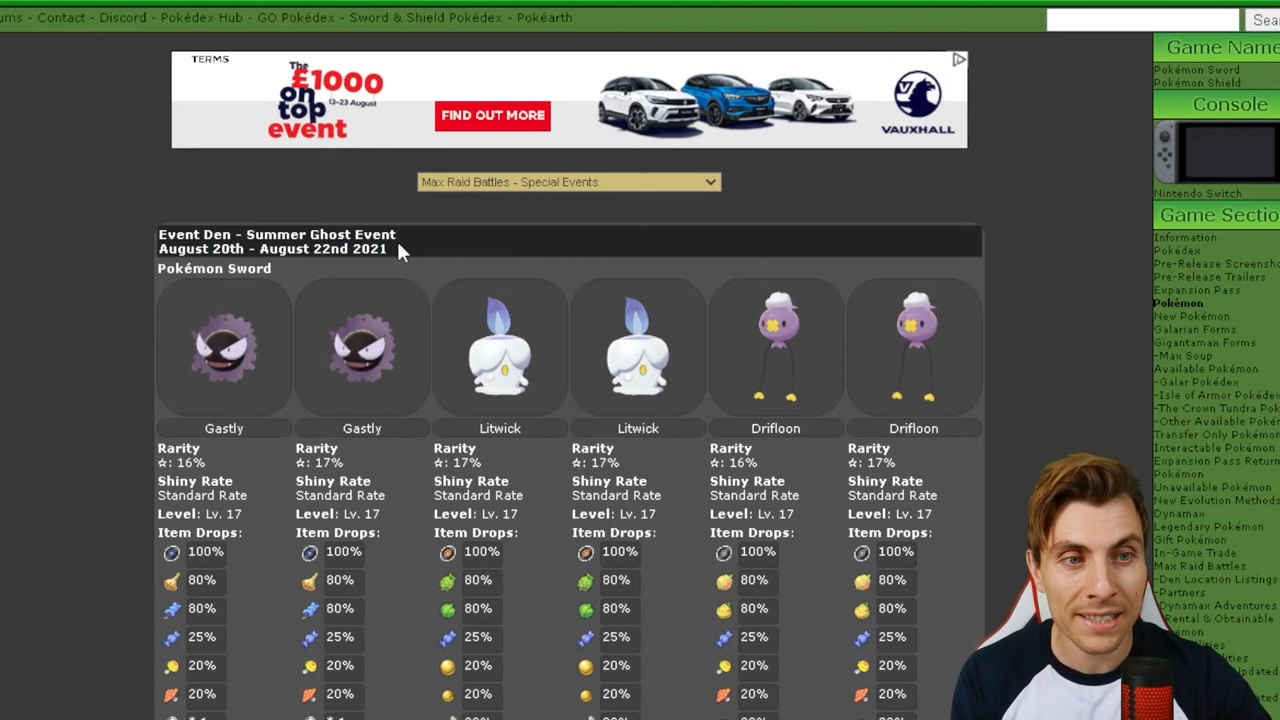 ums - Contact - Discord - Pokédex Hub - GO Pokédex - Sword & Shield Pokédex - Pokéarth
Sea
TERMS
The
£1000
on
top
event
13-23 August
FIND OUT MORE
VAUXHALL
Max Raid Battles - Special Events
Event Den - Summer Ghost Event
August 20th - August 22nd 2021
Pokémon Sword
Gastly Gastly Litwick Litwick Drifloon Drifloon
Rarity Rarity Rarity Rarity Rarity Rarity
☆: 16% ☆: 17% ☆: 17% ☆: 17% ☆: 16% ☆: 17%
Shiny Rate Shiny Rate Shiny Rate Shiny Rate Shiny Rate Shiny Rate
Standard Rate Standard Rate Standard Rate Standard Rate Standard Rate Standard Rate
Level: Lv. 17 Level: Lv. 17 Level: Lv. 17 Level: Lv. 17 Level: Lv. 17 Level: Lv. 17
Item Drops: Item Drops: Item Drops: Item Drops: Item Drops: Item Drops:
100% 100% 100% 100% 100% 100%
80% 80% 80% 80% 80% 80%
80% 80% 80% 80% 80% 80%
25% 25% 25% 25% 25% 25%
20% 20% 20% 20% 20% 20%
20% 20% 20% 20% 20% 20%
Game Name
Pokémon Sword
Pokémon Shield
Console
Nintendo Switch
Game Sectio
Information
Pokédex
Pre-Release Screensho
Pre-Release Trailers
Expansion Pass
Pokémon
New Pokémon
Galarian Forms
Gigantamax Forms
-Max Soup
Available Pokémon
-Galar Pokédex
-Isle of Armor Pokédex
-The Crown Tundra Pok
-Other Available Pokém
Transfer Only Pokémon
Interactable Pokémon
Expansion Pass Return
Pokémon
Unavailable Pokémon
New Evolution Methods
Dynamax
Legendary Pokémon
Gift Pokémon
In-Game Trade
Max Raid Battles
-Den Location Listings
-Partners
-Dynamax Adventures
Rental & Obtainable